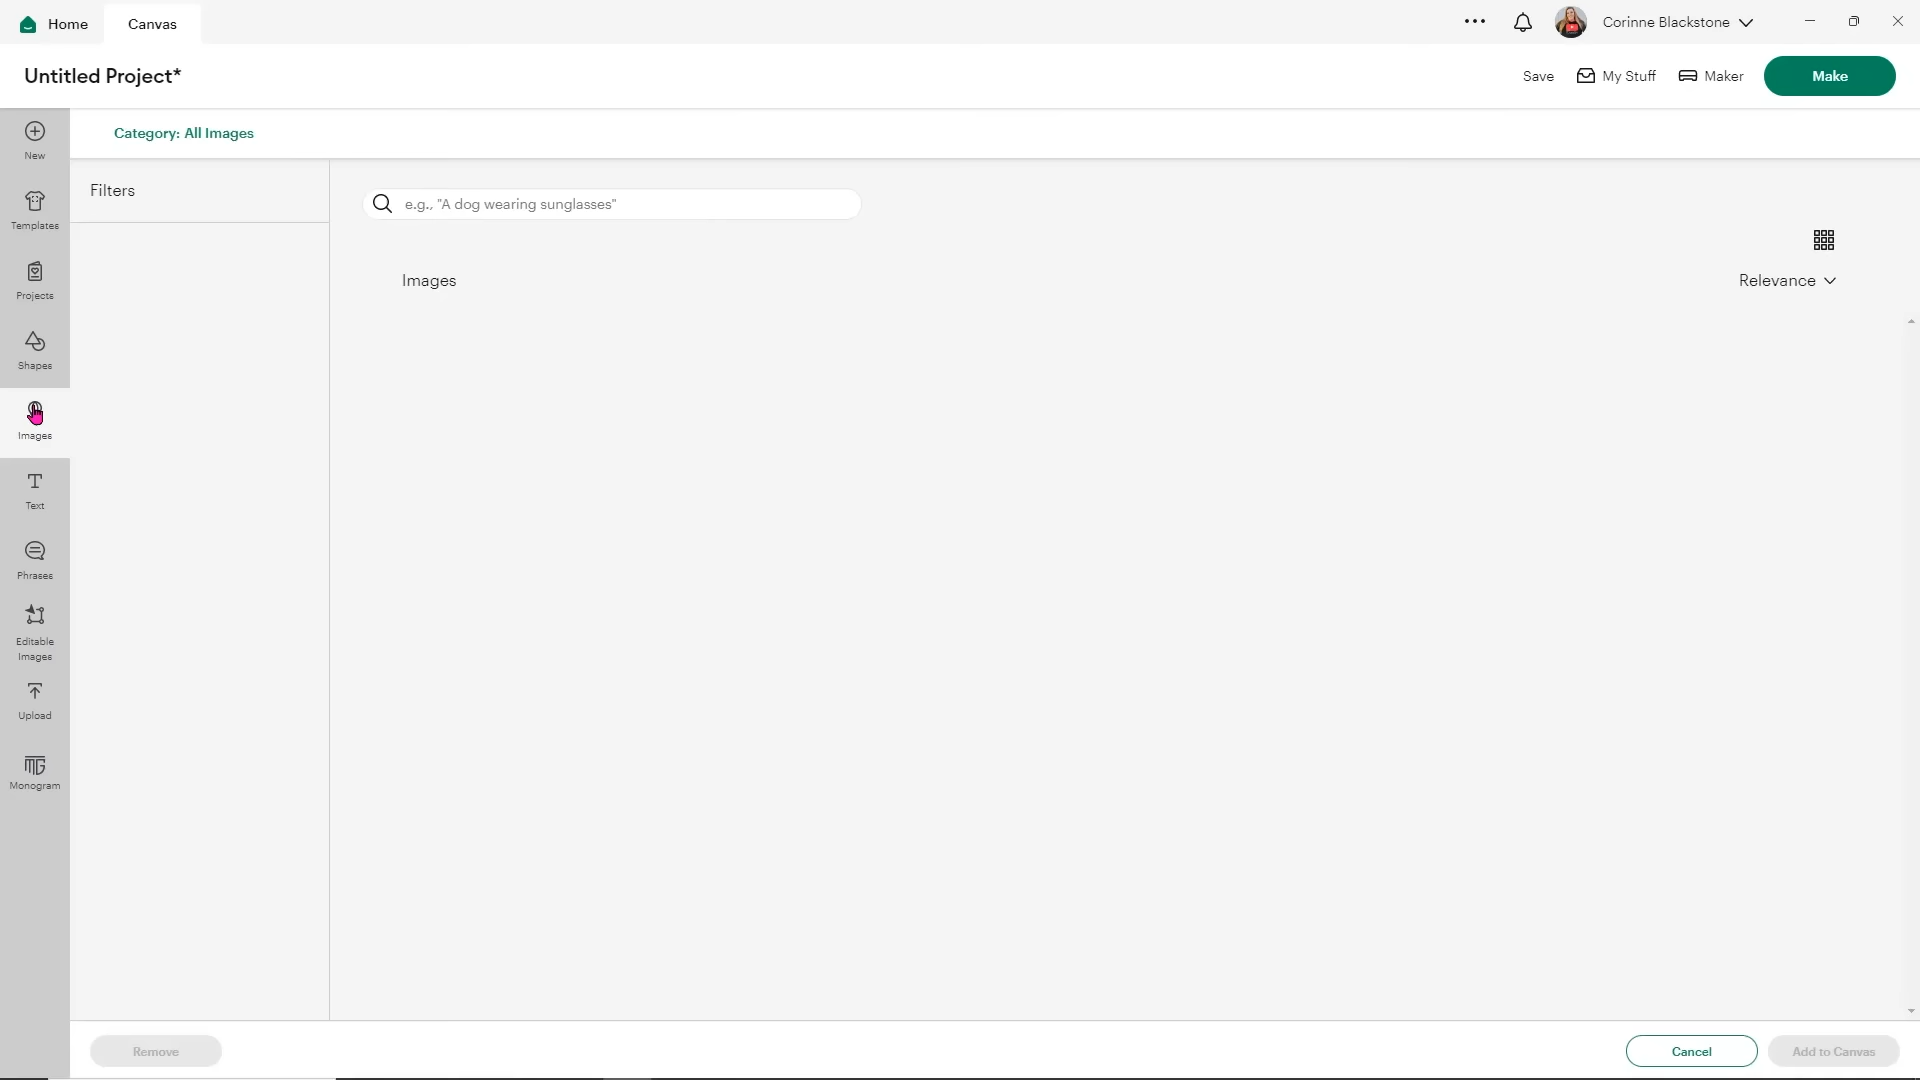 Home
Canvas
Corinne Blackstone
Untitled Project*
Save
My Stuff
Maker
Make
New
Category: All Images
Filters
e.g., "A dog wearing sunglasses"
Templates
Images
Relevance
Projects
Shapes
Images
Text
Phrases
Editable
Images
Upload
Monogram
Remove
Cancel
Add to Canvas